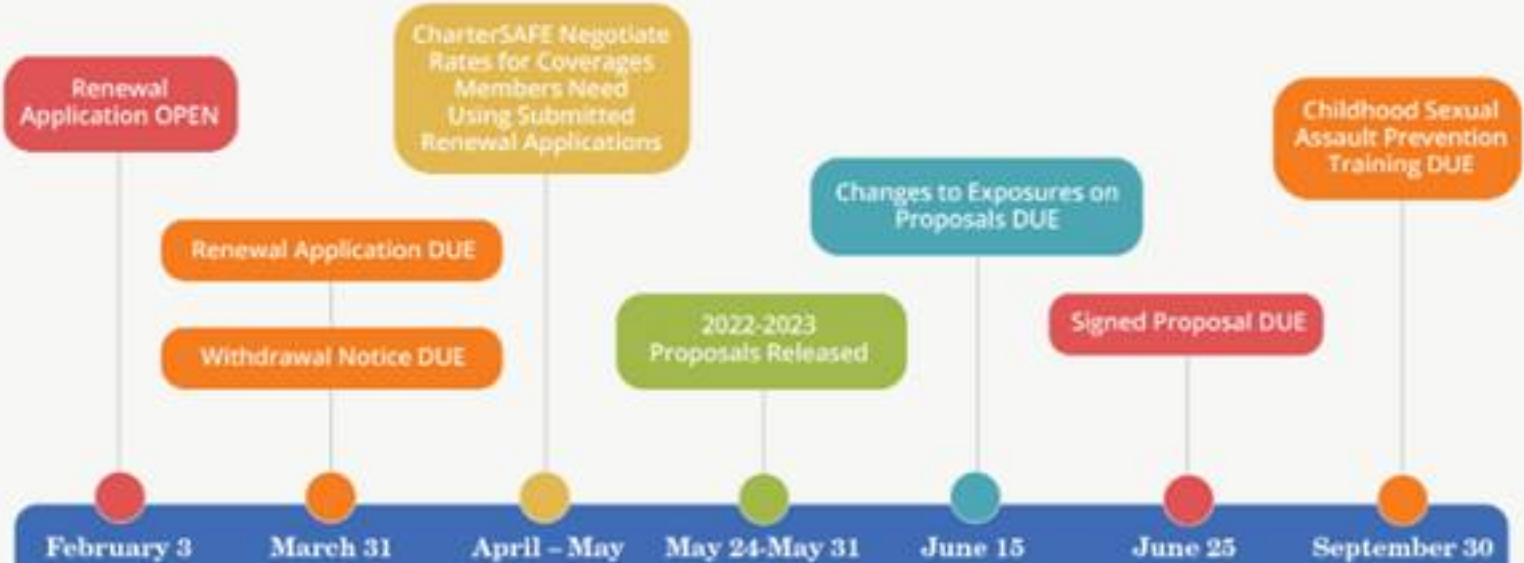 Renewal
Application OPEN
Renewal Application DUE
Withdrawal Notice DUE
CharterSAFE Negotiate
Rates for Coverages
Members Need
Using Submitted
Renewal Applications
2022-2023
Proposals Released
Changes to Exposures on
Proposals DUE
Signed Proposal DUE
Childhood Sexual
Assault Prevention
Training DUE
February 3
March 31
April – May
May 24-May 31
June 15
June 25
September 30